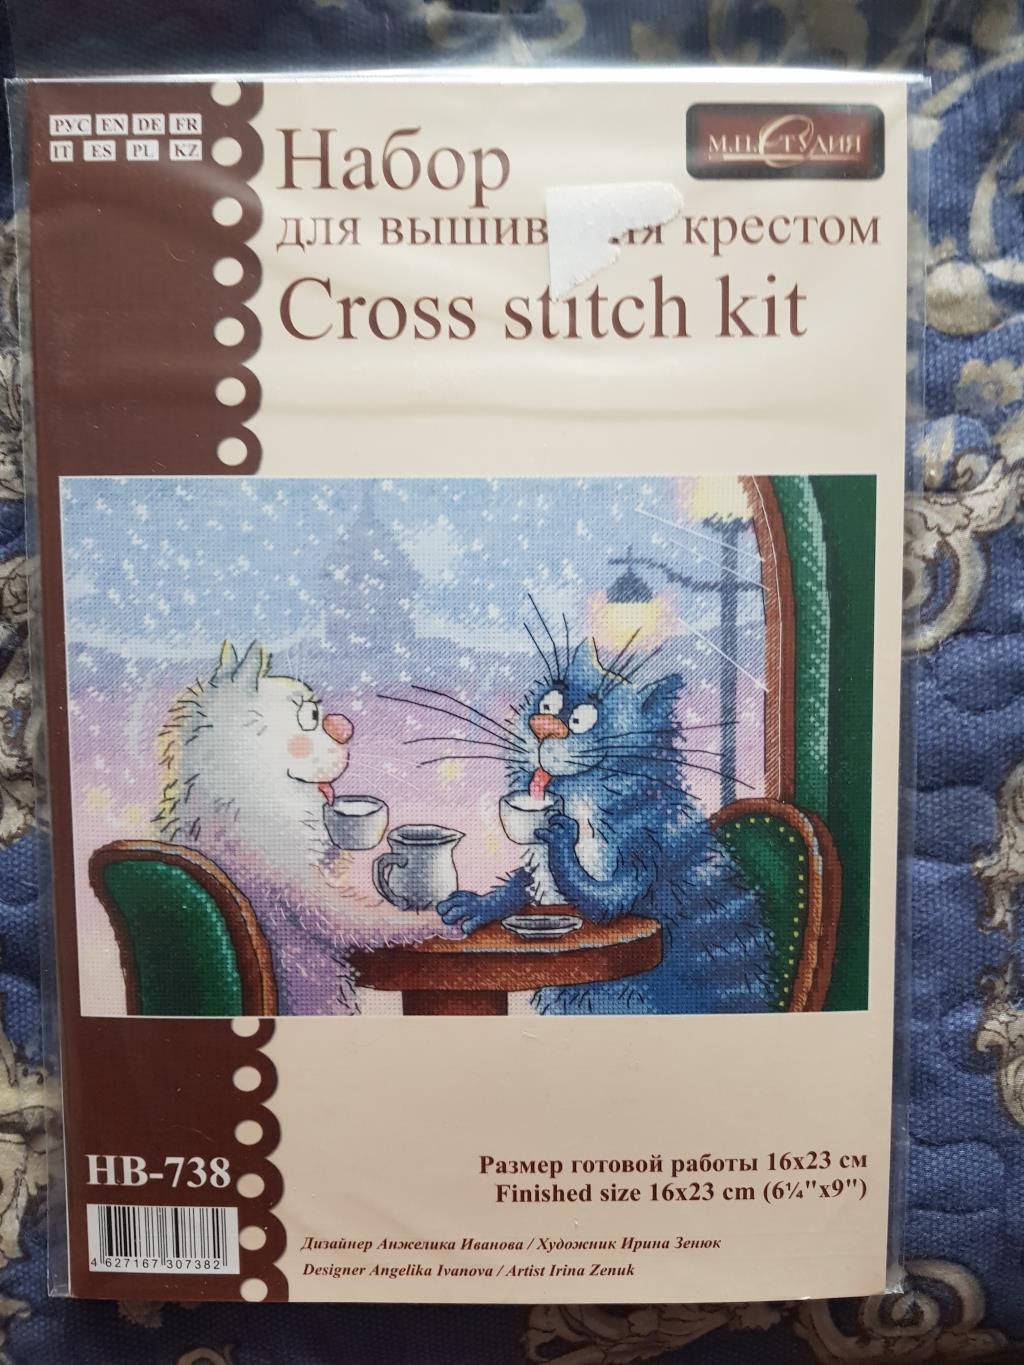 РУС EN DE FR
IT ES PL KZ
М.П.СТУДИЯ
Набор
для крестом
Cross stitch kit
НВ-738
4 627167 307382
Размер готовой работы 16x23 см
Finished size 16x23 cm (6¼"x9")
Дизайнер Анжелика Иванова / Художник Ирина Зенюк
Designer Angelika Ivanova / Artist Irina Zenuk